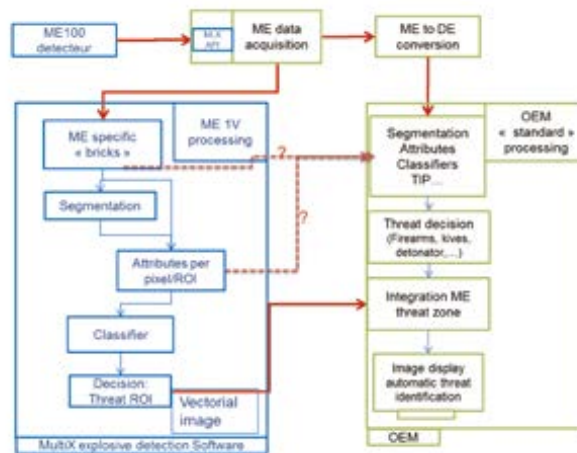 ME100
detecteur
M.X
API
ME data
acquisition
ME to DE
conversion
ME specific
« bricks »
ME 1V
processing
Segmentation
Attributes per
pixel/ROI
Classifier
Decision:
Threat ROI
Vectorial
image
MultiX explosive detection Software
?
?
Segmentation
Attributes
Classifiers
TIP...
OEM
« standard »
processing
Threat decision
(Firearms, kives,
detonator,...)
Integration ME
threat zone
Image display
automatic threat
identification
OEM